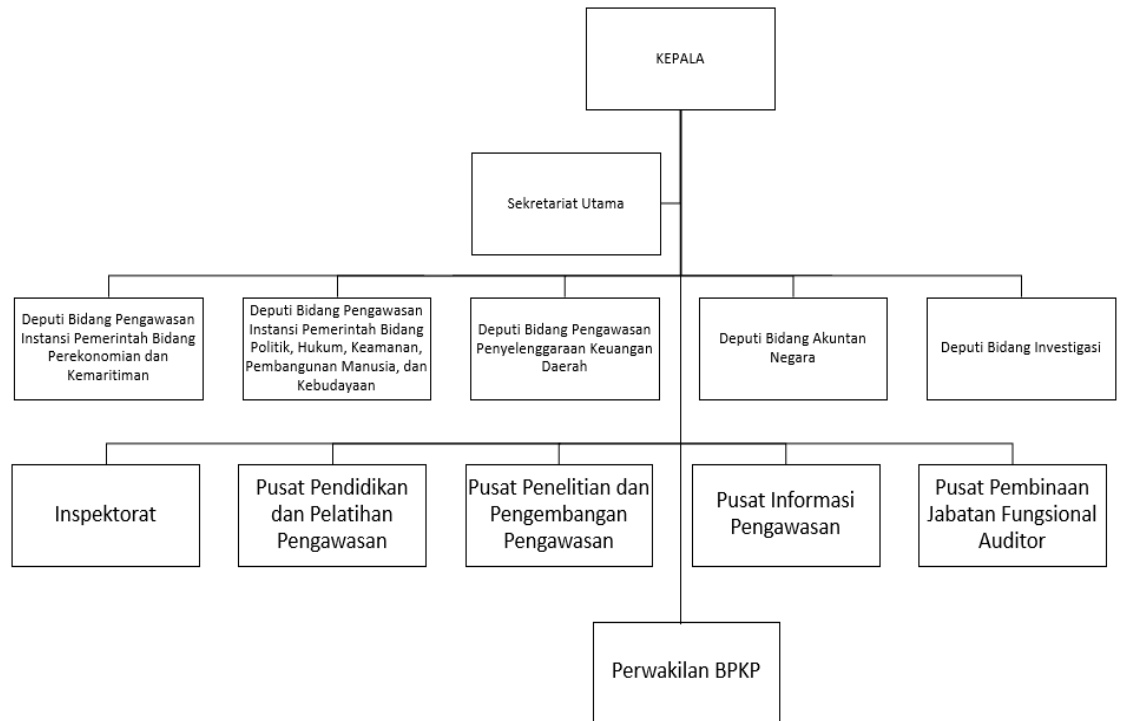 KEPALA
Sekretariat Utama
Deputi Bidang Pengawasan
Instansi Pemerintah Bidang
Perekonomian dan
Kemaritiman
Deputi Bidang Pengawasan
Instansi Pemerintah Bidang
Politik, Hukum, Keamanan,
Pembangunan Manusia, dan
Kebudayaan
Deputi Bidang Pengawasan
Penyelenggaraan Keuangan
Daerah
Deputi Bidang Akuntan
Negara
Deputi Bidang Investigasi
Inspektorat
Pusat Pendidikan
dan Pelatihan
Pengawasan
Pusat Penelitian dan
Pengembangan
Pengawasan
Pusat Informasi
Pengawasan
Pusat Pembinaan
Jabatan Fungsional
Auditor
Perwakilan BPKP